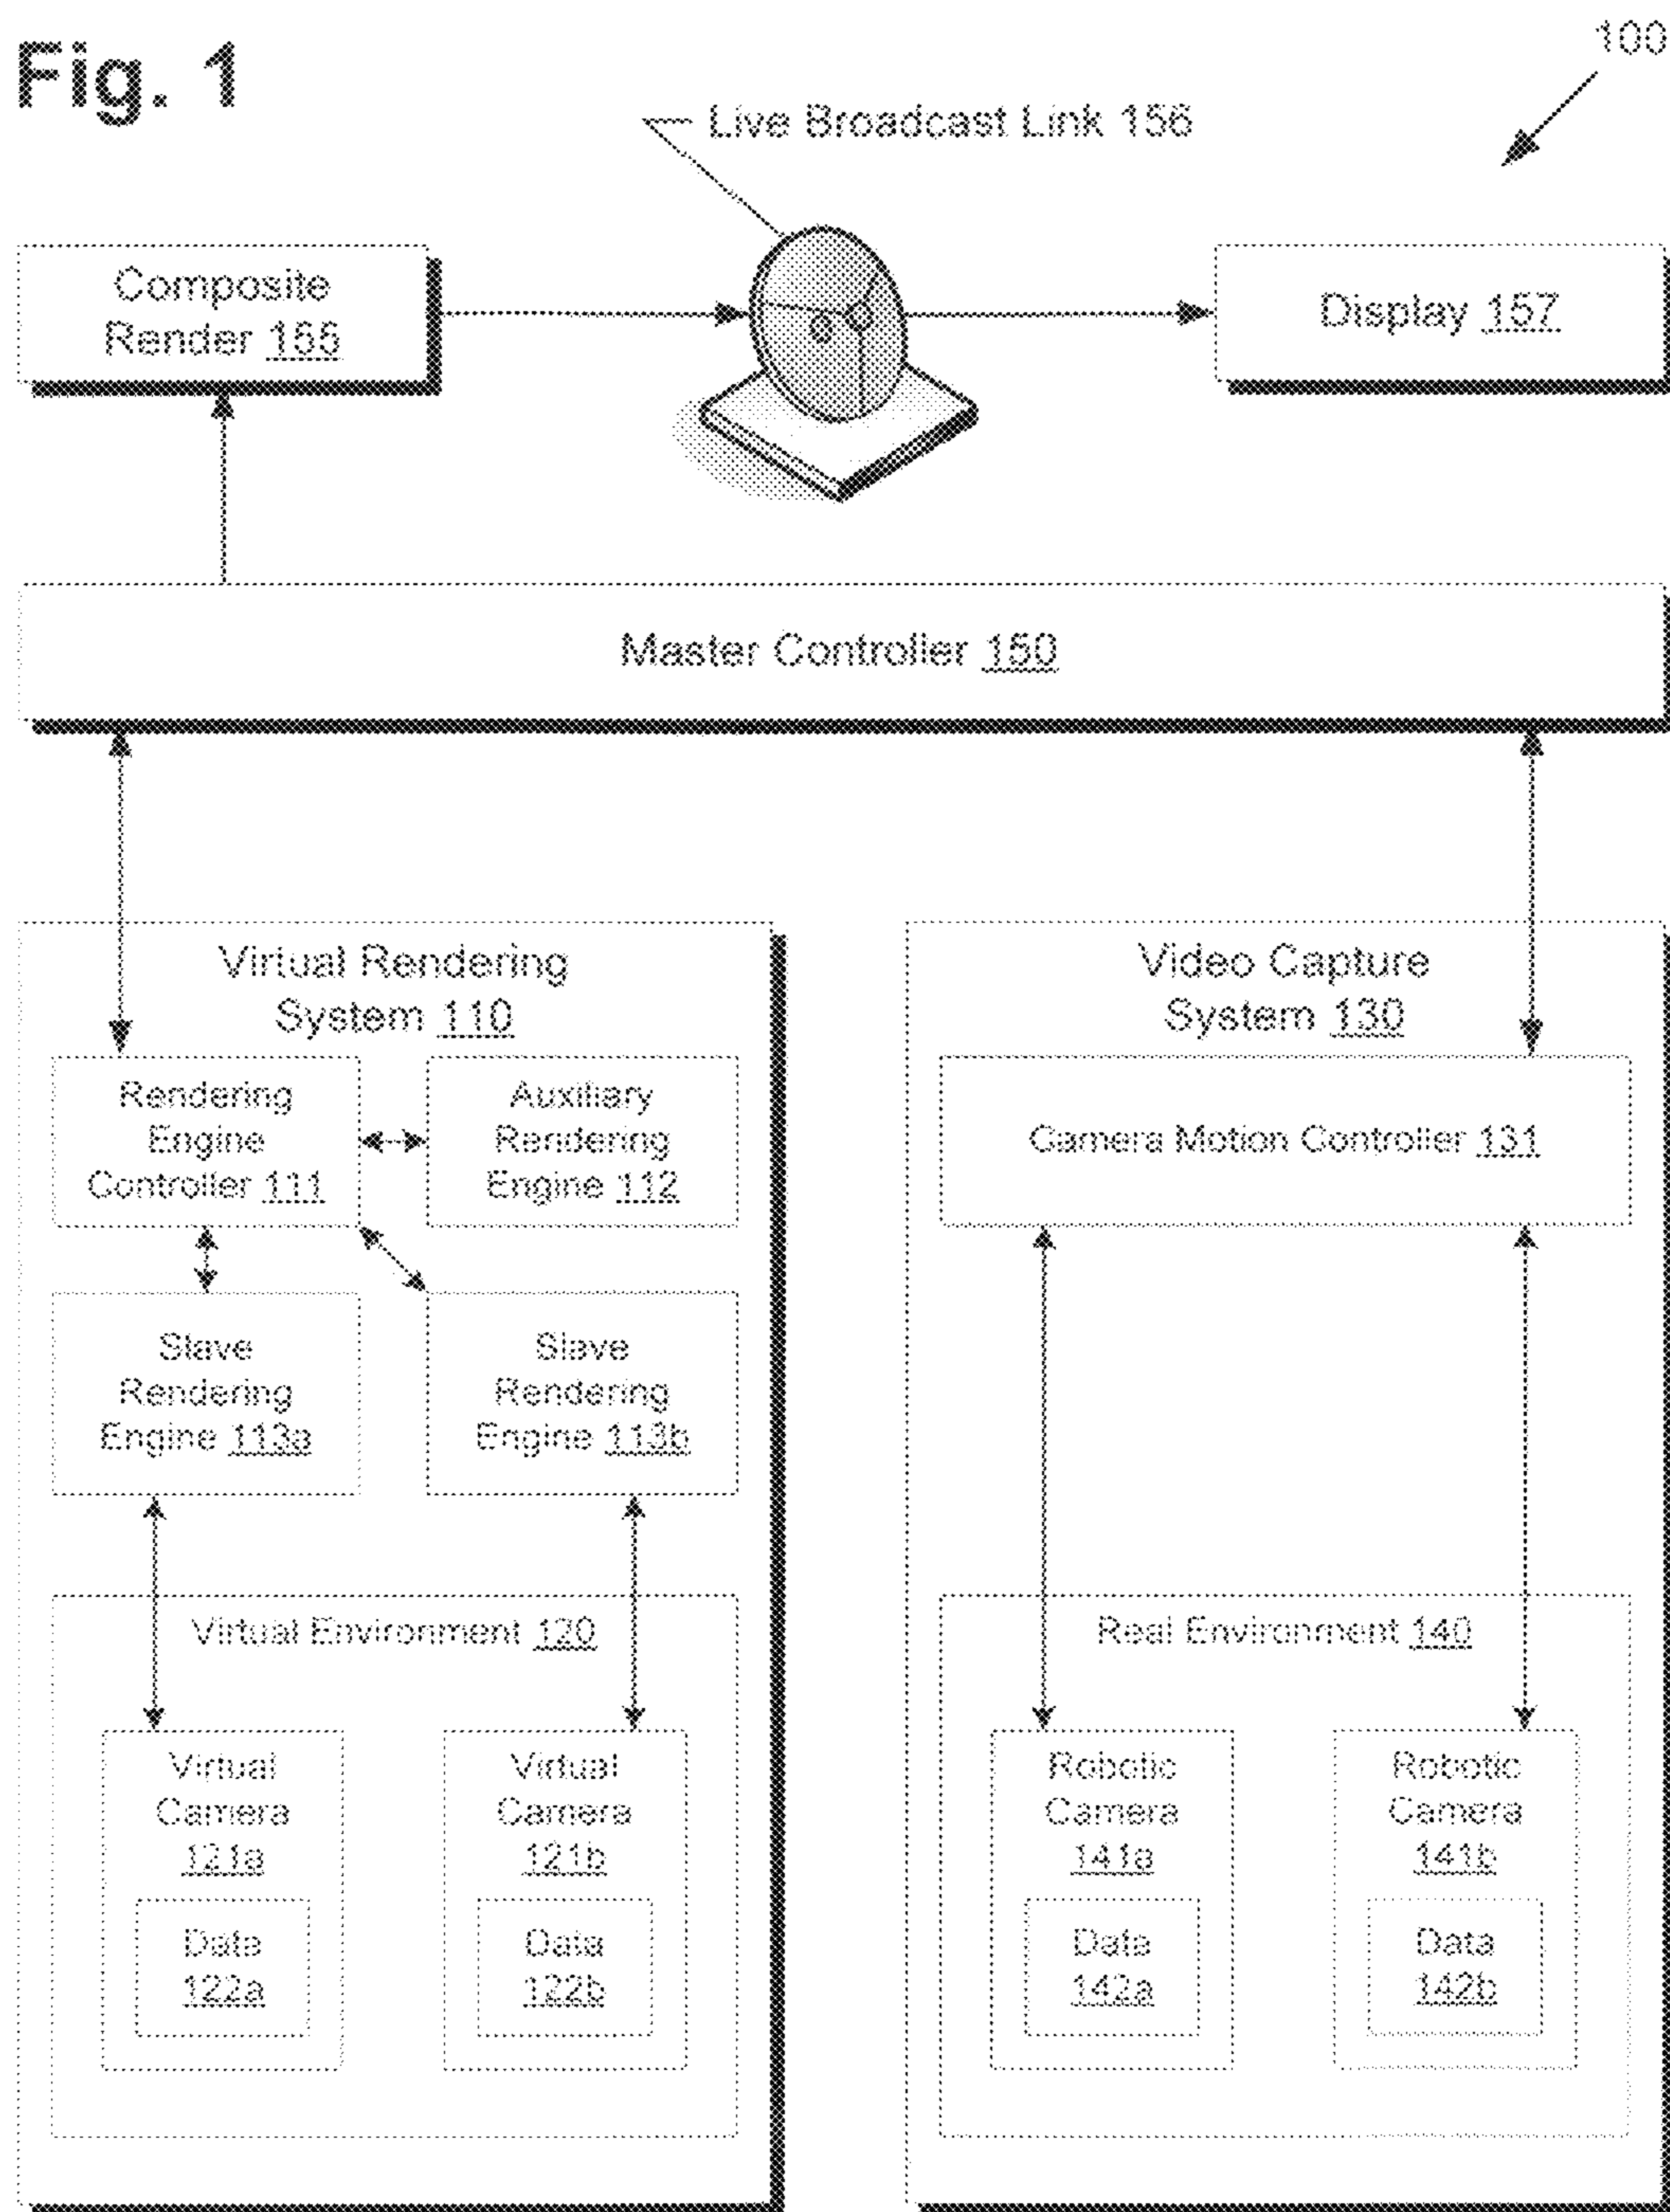 Fig. 1
100
Live Broadcast Link 156
Composite
Render 155
Display 157
Master Controller 150
Virtual Rendering
System 110
Rendering
Engine
Controller 111
Auxiliary
Rendering
Engine 112
Slave
Rendering
Engine 113a
Slave
Rendering
Engine 113b
Virtual Environment 120
Virtual
Camera
121a
Data
122a
Virtual
Camera
121b
Data
122b
Video Capture
System 130
Camera Motion Controller 131
Real Environment 140
Robotic
Camera
141a
Data
142a
Robotic
Camera
141b
Data
142b